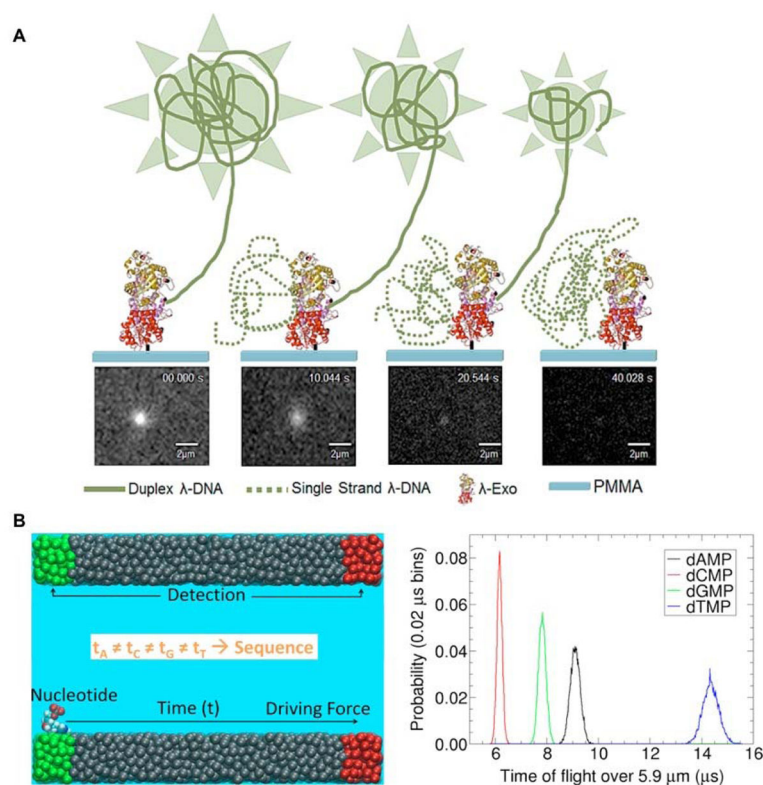 A
00.000 s
10.044 s
20.544 s
40.028 s
2µm
2µm
2µm
2µm
Duplex λ-DNA
Single Strand λ-DNA
λ-Exo
PMMA
B
Detection
tA ≠ tC ≠ tG ≠ tT → Sequence
Nucleotide
Time (t)
Driving Force
Probability (0.02 µs bins)
0.08
0.06
0.04
0.02
0.00
dAMP
dCMP
dGMP
dTMP
6 8 10 12 14 16
Time of flight over 5.9 µm (µs)